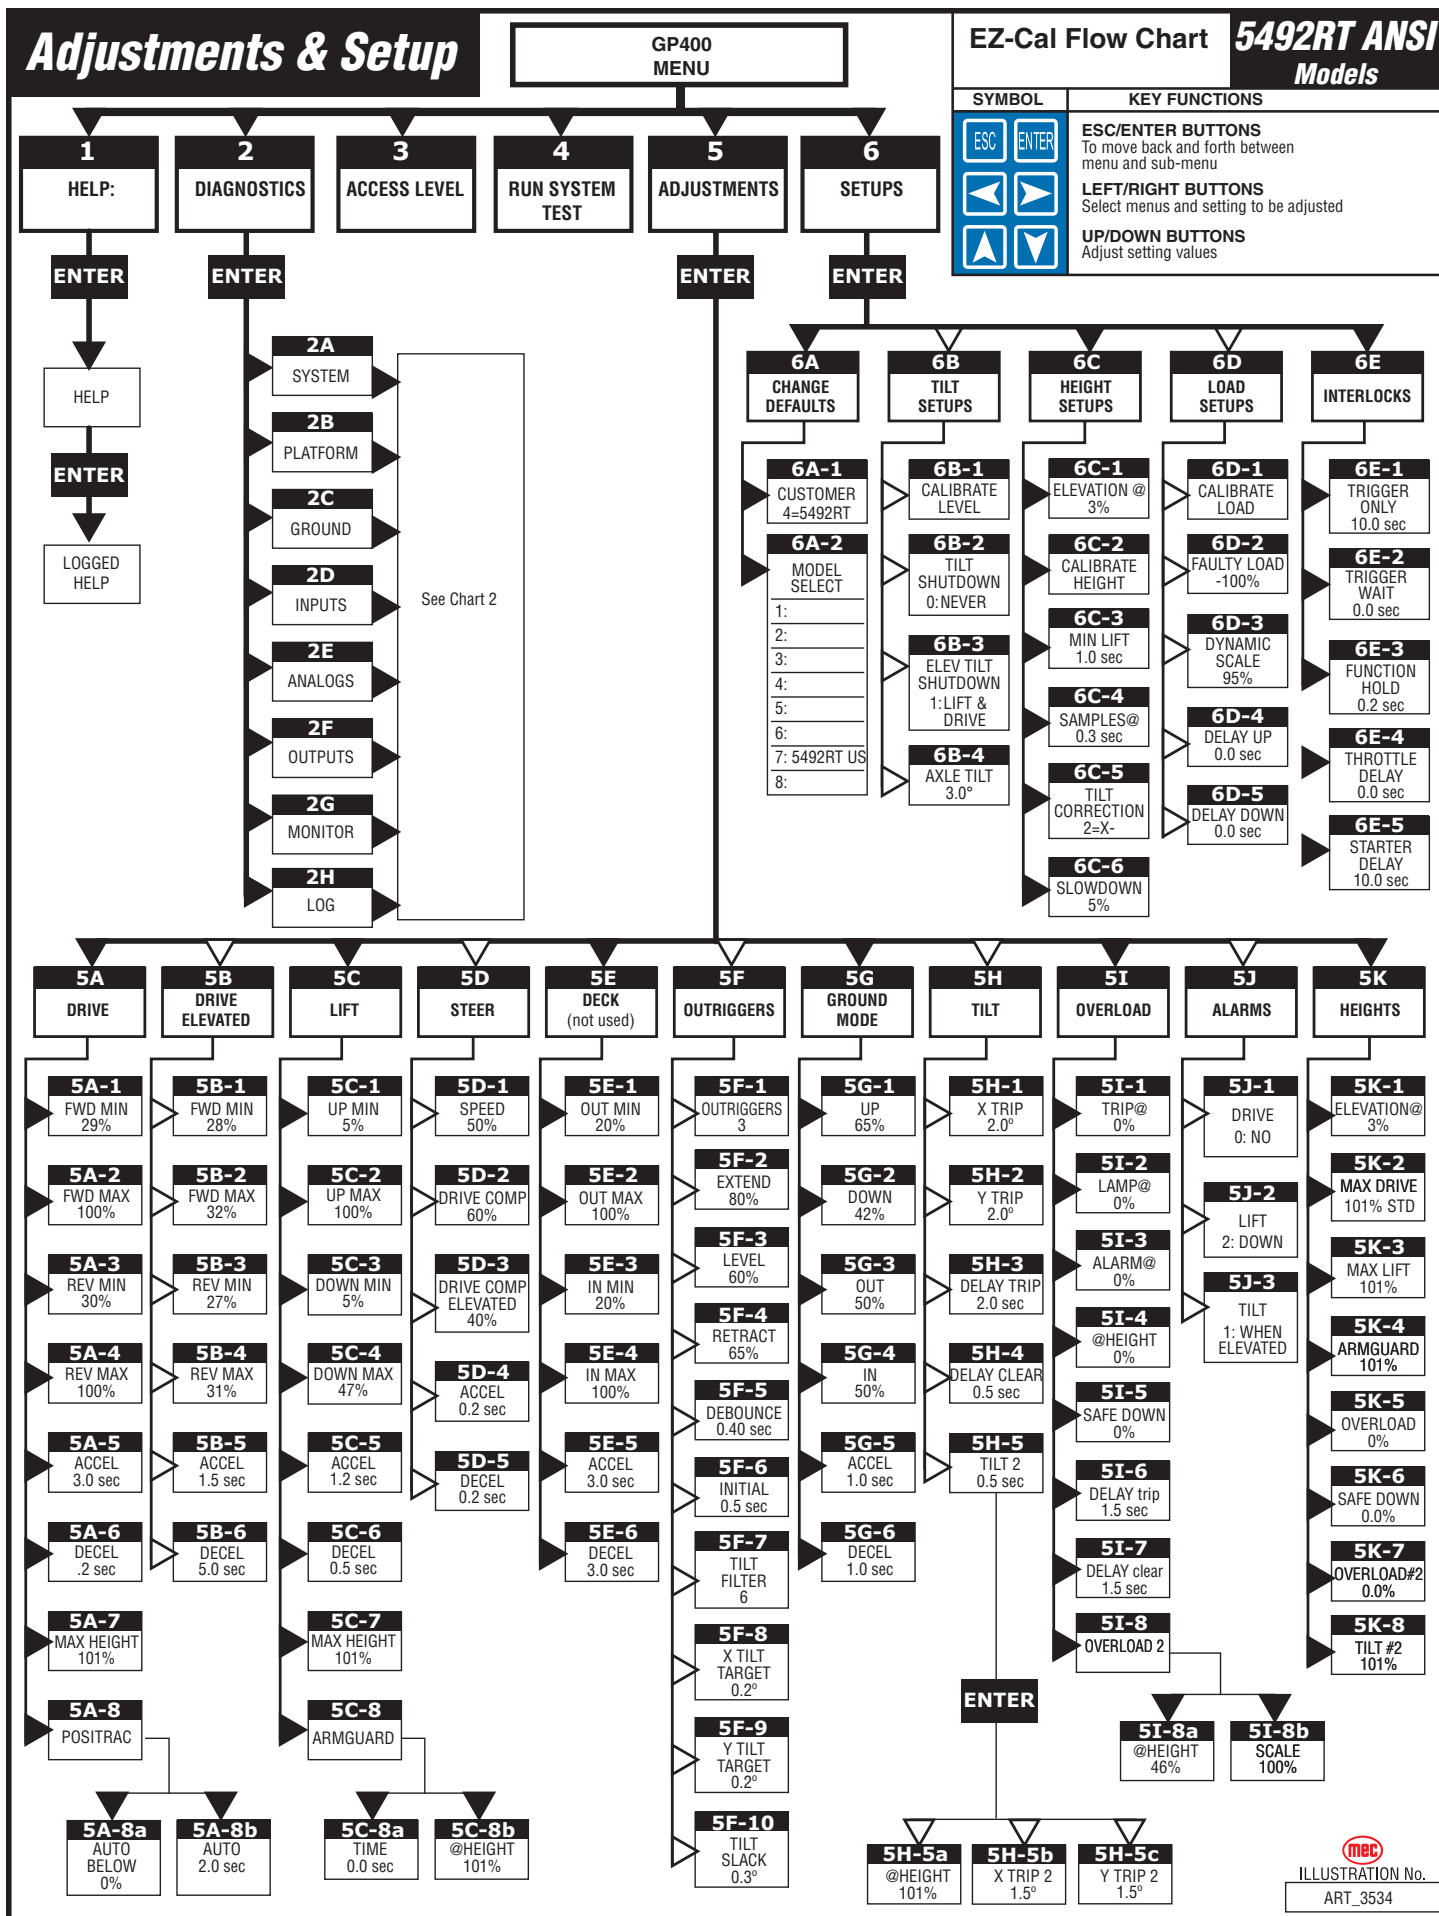 Adjustments & Setup
GP400
MENU
EZ-Cal Flow Chart
5492RT ANSI
Models
SYMBOL
KEY FUNCTIONS
ESC
ENTER
ESC/ENTER BUTTONS
To move back and forth between
menu and sub-menu
LEFT/RIGHT BUTTONS
Select menus and setting to be adjusted
UP/DOWN BUTTONS
Adjust setting values
1
HELP:
2
DIAGNOSTICS
3
ACCESS LEVEL
4
RUN SYSTEM
TEST
5
ADJUSTMENTS
6
SETUPS
ENTER
ENTER
ENTER
ENTER
HELP
ENTER
LOGGED
HELP
2A
SYSTEM
2B
PLATFORM
2C
GROUND
2D
INPUTS
2E
ANALOGS
2F
OUTPUTS
2G
MONITOR
2H
LOG
See Chart 2
6A
CHANGE
DEFAULTS
6A-1
CUSTOMER
4=5492RT
6A-2
MODEL
SELECT
1:
2:
3:
4:
5:
6:
7: 5492RT US
8:
6B
TILT
SETUPS
6B-1
CALIBRATE
LEVEL
6B-2
TILT
SHUTDOWN
0: NEVER
6B-3
ELEV TILT
SHUTDOWN
1: LIFT &
DRIVE
6B-4
AXLE TILT
3.0°
6C
HEIGHT
SETUPS
6C-1
ELEVATION @
3%
6C-2
CALIBRATE
HEIGHT
6C-3
MIN LIFT
1.0 sec
6C-4
SAMPLES@
0.3 sec
6C-5
TILT
CORRECTION
2=X-
6C-6
SLOWDOWN
5%
6D
LOAD
SETUPS
6D-1
CALIBRATE
LOAD
6D-2
FAULTY LOAD
-100%
6D-3
DYNAMIC
SCALE
95%
6D-4
DELAY UP
0.0 sec
6D-5
DELAY DOWN
0.0 sec
6E
INTERLOCKS
6E-1
TRIGGER
ONLY
10.0 sec
6E-2
TRIGGER
WAIT
0.0 sec
6E-3
FUNCTION
HOLD
0.2 sec
6E-4
THROTTLE
DELAY
0.0 sec
6E-5
STARTER
DELAY
10.0 sec
5A
DRIVE
5A-1
FWD MIN
29%
5A-2
FWD MAX
100%
5A-3
REV MIN
30%
5A-4
REV MAX
100%
5A-5
ACCEL
3.0 sec
5A-6
DECEL
.2 sec
5A-7
MAX HEIGHT
101%
5A-8
POSITRAC
5A-8a
AUTO
BELOW
0%
5A-8b
AUTO
2.0 sec
5B
DRIVE
ELEVATED
5B-1
FWD MIN
28%
5B-2
FWD MAX
32%
5B-3
REV MIN
27%
5B-4
REV MAX
31%
5B-5
ACCEL
1.5 sec
5B-6
DECEL
5.0 sec
5C
LIFT
5C-1
UP MIN
5%
5C-2
UP MAX
100%
5C-3
DOWN MIN
5%
5C-4
DOWN MAX
47%
5C-5
ACCEL
1.2 sec
5C-6
DECEL
0.5 sec
5C-7
MAX HEIGHT
101%
5C-8
ARMGUARD
5C-8a
TIME
0.0 sec
5C-8b
@HEIGHT
101%
5D
STEER
5D-1
SPEED
50%
5D-2
DRIVE COMP
60%
5D-3
DRIVE COMP
ELEVATED
40%
5D-4
ACCEL
0.2 sec
5D-5
DECEL
0.2 sec
5E
DECK
(not used)
5E-1
OUT MIN
20%
5E-2
OUT MAX
100%
5E-3
IN MIN
20%
5E-4
IN MAX
100%
5E-5
ACCEL
3.0 sec
5E-6
DECEL
3.0 sec
5F
OUTRIGGERS
5F-1
OUTRIGGERS
3
5F-2
EXTEND
80%
5F-3
LEVEL
60%
5F-4
RETRACT
65%
5F-5
DEBOUNCE
0.40 sec
5F-6
INITIAL
0.5 sec
5F-7
TILT
FILTER
6
5F-8
X TILT
TARGET
0.2º
5F-9
Y TILT
TARGET
0.2º
5F-10
TILT
SLACK
0.3º
5G
GROUND
MODE
5G-1
UP
65%
5G-2
DOWN
42%
5G-3
OUT
50%
5G-4
IN
50%
5G-5
ACCEL
1.0 sec
5G-6
DECEL
1.0 sec
5H
TILT
5H-1
X TRIP
2.0º
5H-2
Y TRIP
2.0º
5H-3
DELAY TRIP
2.0 sec
5H-4
DELAY CLEAR
0.5 sec
5H-5
TILT 2
0.5 sec
ENTER
5H-5a
@HEIGHT
101%
5H-5b
X TRIP 2
1.5º
5H-5c
Y TRIP 2
1.5º
5I
OVERLOAD
5I-1
TRIP@
0%
5I-2
LAMP@
0%
5I-3
ALARM@
0%
5I-4
@HEIGHT
0%
5I-5
SAFE DOWN
0%
5I-6
DELAY trip
1.5 sec
5I-7
DELAY clear
1.5 sec
5I-8
OVERLOAD 2
5I-8a
@HEIGHT
46%
5I-8b
SCALE
100%
5J
ALARMS
5J-1
DRIVE
0: NO
5J-2
LIFT
2: DOWN
5J-3
TILT
1: WHEN
ELEVATED
5K
HEIGHTS
5K-1
ELEVATION@
3%
5K-2
MAX DRIVE
101% STD
5K-3
MAX LIFT
101%
5K-4
ARMGUARD
101%
5K-5
OVERLOAD
0%
5K-6
SAFE DOWN
0.0%
5K-7
OVERLOAD#2
0.0%
5K-8
TILT #2
101%
mec
ILLUSTRATION No.
ART_3534